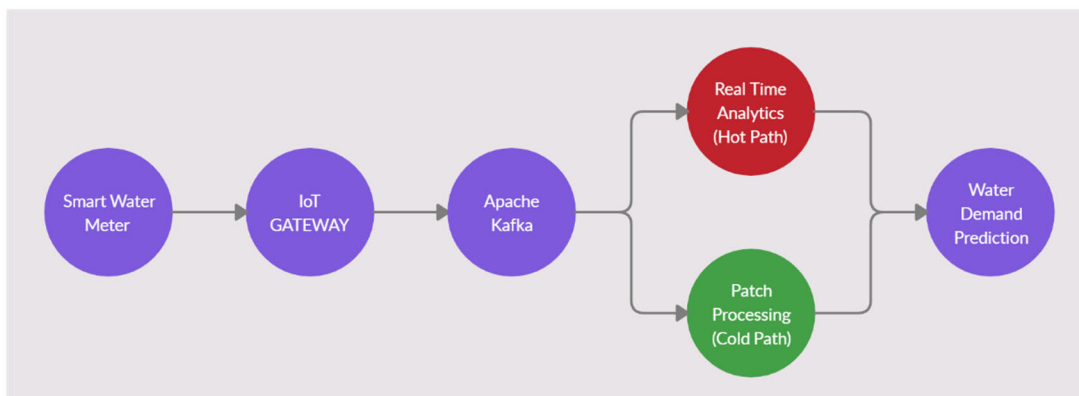 Smart Water
Meter
IoT
GATEWAY
Apache
Kafka
Real Time
Analytics
(Hot Path)
Patch
Processing
(Cold Path)
Water
Demand
Prediction